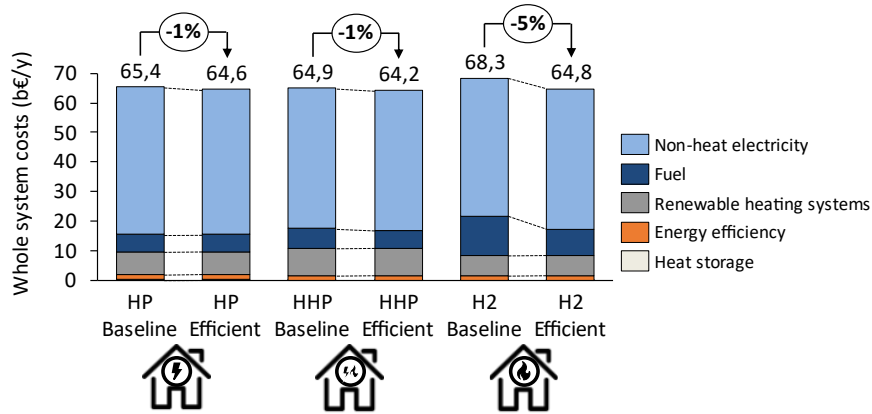 -1%
-1%
-5%
65,4
64,6
64,9
64,2
68,3
64,8
Whole system costs (b€/y)
70
60
50
40
30
20
10
0
Non-heat electricity
Fuel
Renewable heating systems
Energy efficiency
Heat storage
HP HP HHP HHP H2 H2
Baseline Efficient Baseline Efficient Baseline Efficient